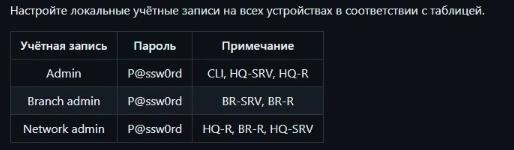 Настройте локальные учётные записи на всех устройствах в соответствии с таблицей.
Учётная запись Пароль Примечание
Admin P@ssw0rd CLI, HQ-SRV, HQ-R
Branch admin P@ssw0rd BR-SRV, BR-R
Network admin P@ssw0rd HQ-R, BR-R, HQ-SRV